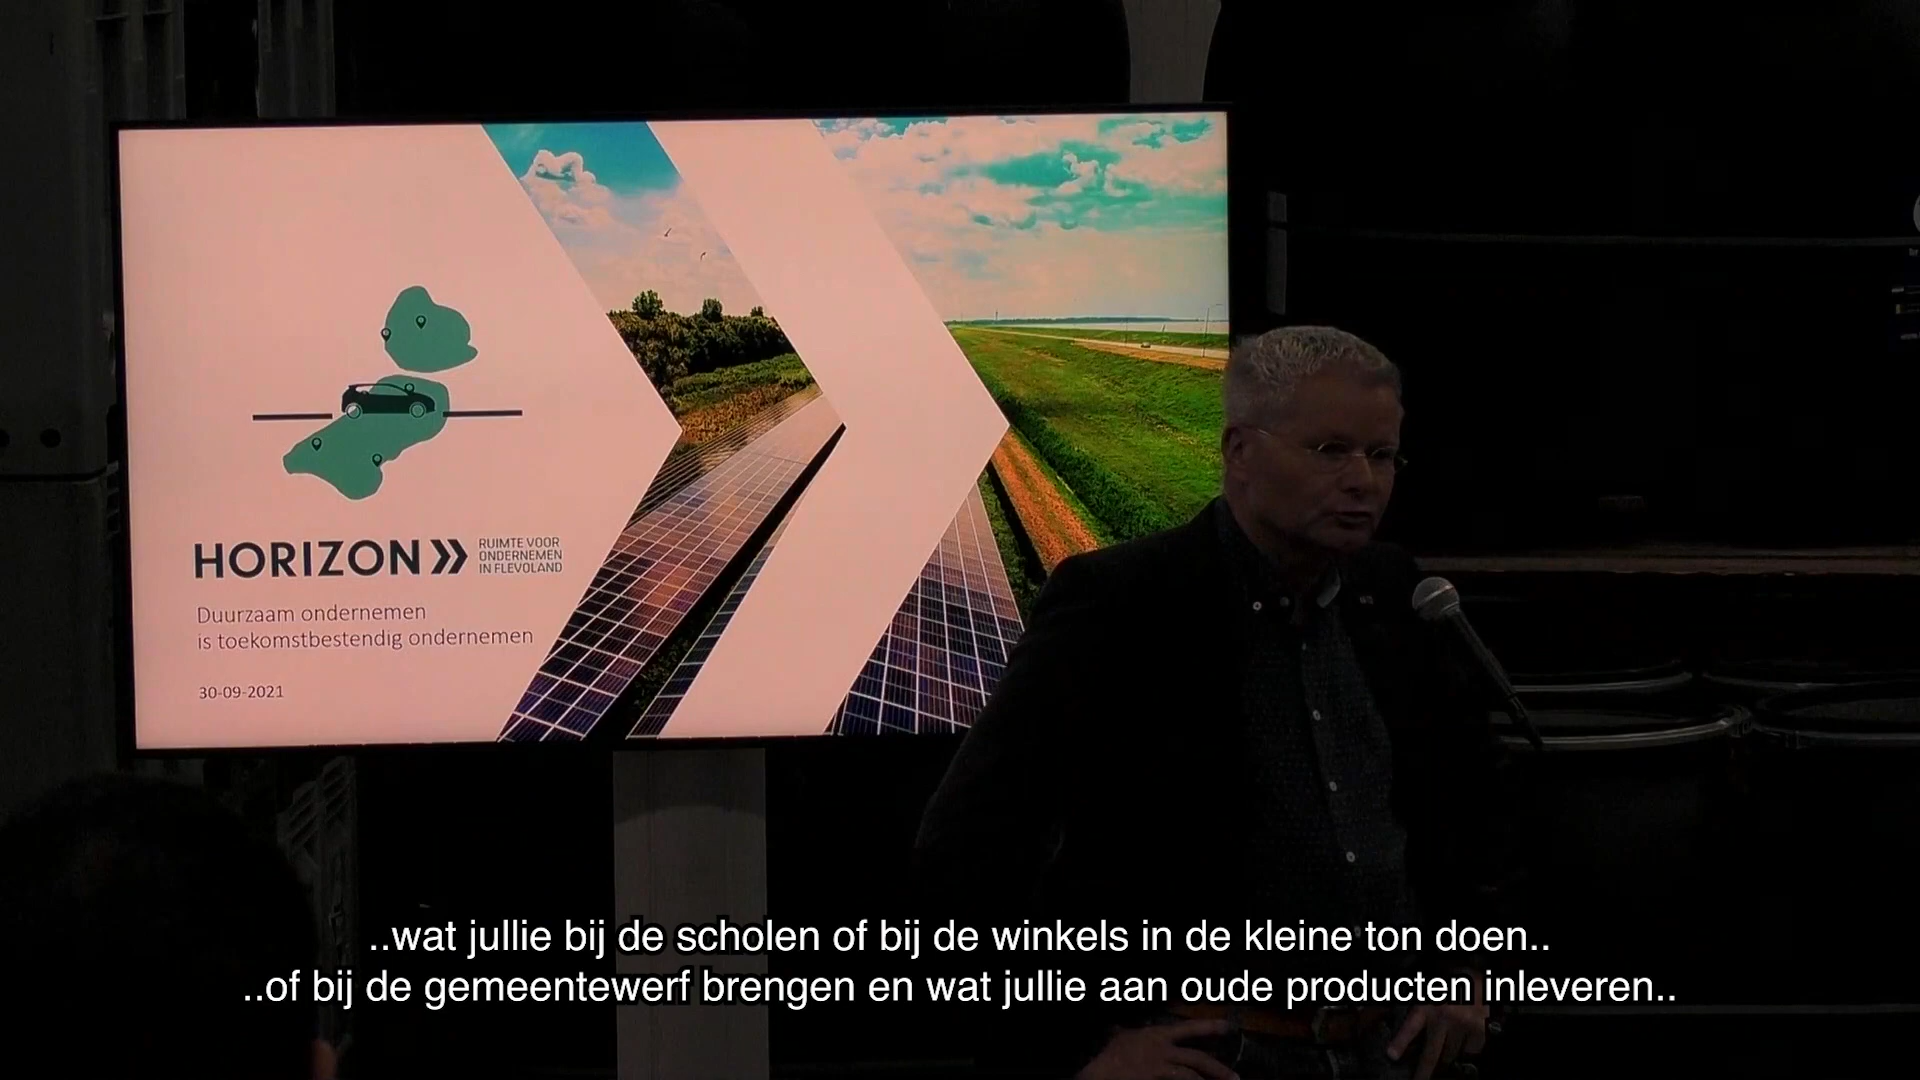 HORIZON
RUIMTE VOOR
ONDERNEMEN
IN FLEVOLAND
Duurzaam ondernemen
is toekomstbestendig ondernemen
30-09-2021
..wat jullie bij de scholen of bij de winkels in de kleine ton doen..
..of bij de gemeentewerf brengen en wat jullie aan oude producten inleveren..